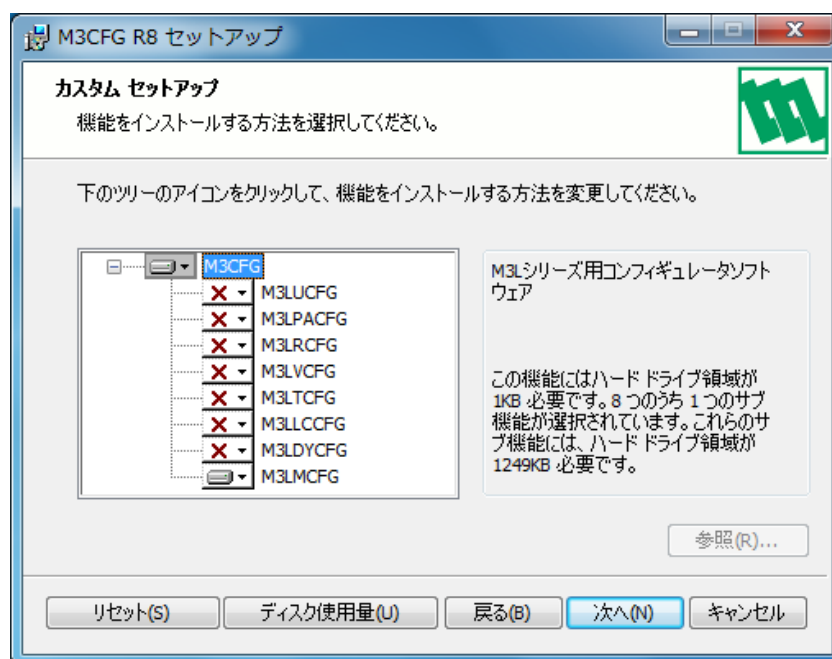 M3CFG R8 セットアップ
カスタム セットアップ
機能をインストールする方法を選択してください。
下のツリーのアイコンをクリックして、機能をインストールする方法を変更してください。
M3CFG
M3LUCFG
M3LPACFG
M3LRCFG
M3LVCFG
M3LTCFG
M3LLCCFG
M3LDYCFG
M3LMCFG
M3Lシリーズ用コンフィギュレータソフト
ウェア
この機能にはハード ドライブ領域が
1KB 必要です。8 つのうち 1 つのサブ
機能が選択されています。これらのサ
ブ機能には、ハード ドライブ領域が
1249KB 必要です。
参照(R)...
リセット(S)
ディスク使用量(U)
戻る(B)
次へ(N)
キャンセル